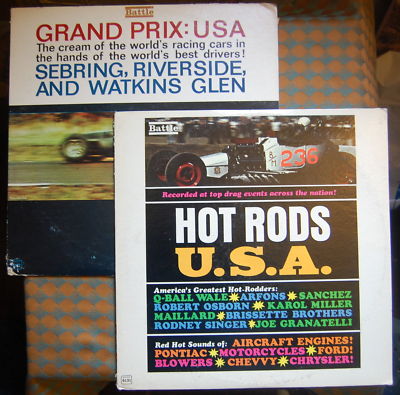 Battle
GRAND PRIX: USA
The cream of the world's racing cars in
the hands of the world's best drivers!
SEBRING, RIVERSIDE,
AND WATKINS GLEN
Battle
236
Recorded at top drag events across the nation!
HOT RODS
U.S.A.
America's Greatest Hot-Rodders:
Q-BALL WALE★ARFONS★SANCHEZ
ROBERT OSBORN★KAROL MILLER
MAILLARD★BRISSETTE BROTHERS
RODNEY SINGER★JOE GRANATELLI
Red Hot Sounds of: AIRCRAFT ENGINES!
PONTIAC★MOTORCYCLES★FORD!
BLOWERS★CHEVVY★CHRYSLER!